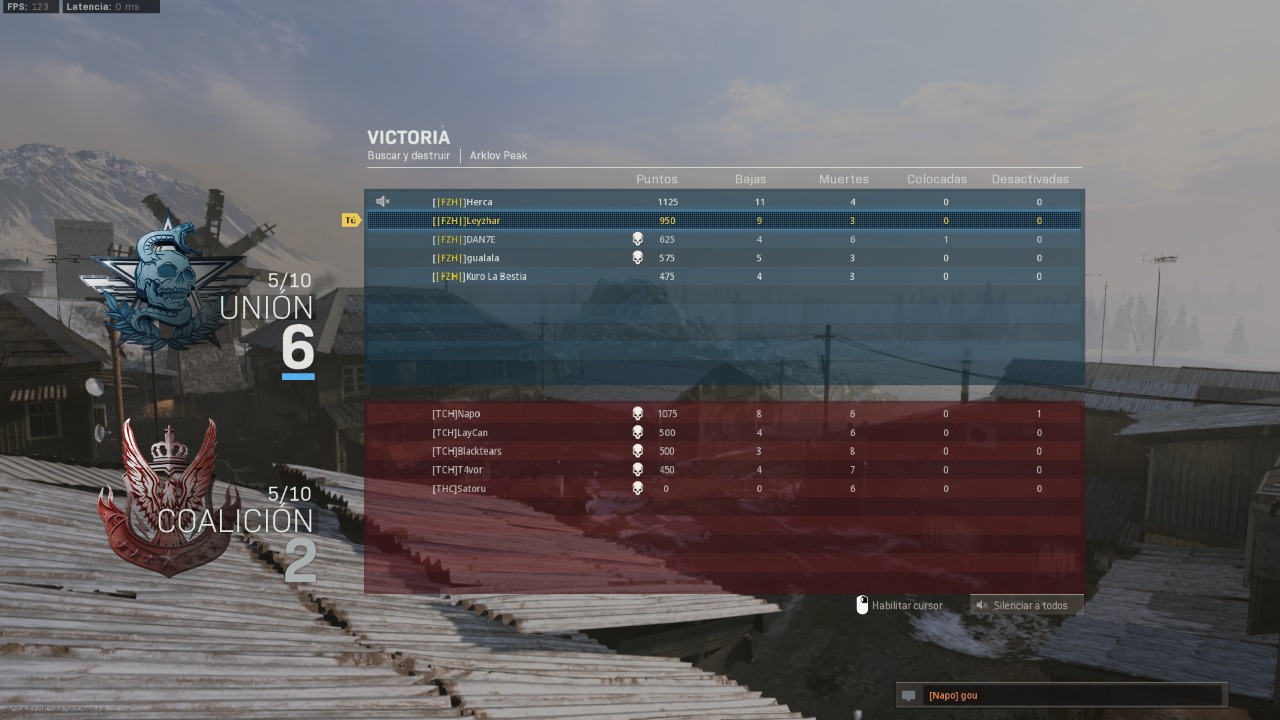 FPS: 123 Latencia: 0 ms
VICTORIA
Buscar y destruir | Arklov Peak
Puntos Bajas Muertes Colocadas Desactivadas
[|FZH|]Herca 1125 11 4 0 0
Tú [|FZH|]Leyzhar 950 9 3 0 0
[|FZH|]DAN7E 625 4 6 1 0
[|FZH|]gualala 575 5 3 0 0
[|FZH|]Kuro La Bestia 475 4 3 0 0
5/10
UNIÓN
6
[TCH]Napo 1075 8 6 0 1
[TCH]LayCan 500 4 6 0 0
[TCH]Blacktears 500 3 8 0 0
[TCH]T4vor 450 4 7 0 0
[THC]Satoru 0 0 6 0 0
5/10
COALICIÓN
2
Habilitar cursor Silenciar a todos
[Napo] gou